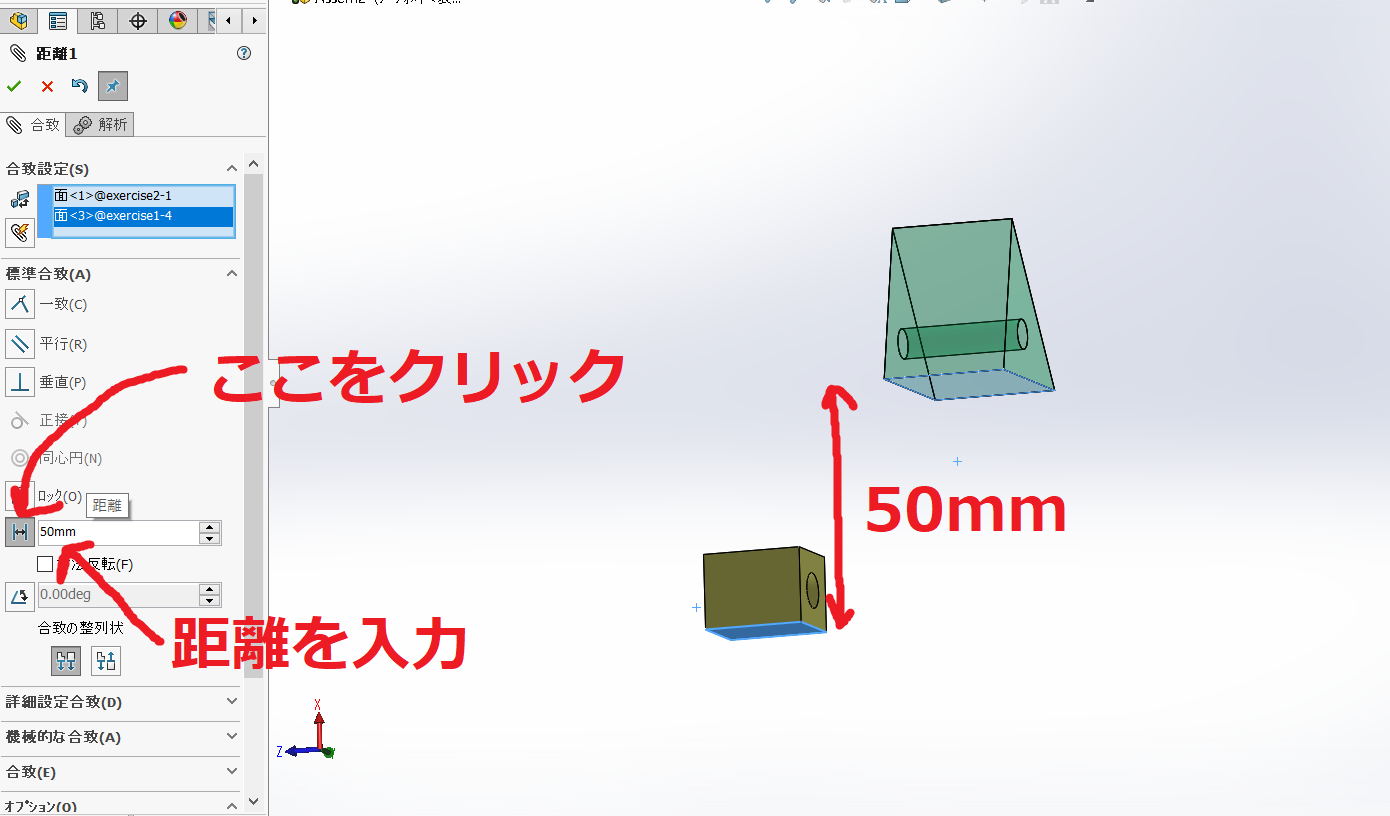 距離1
合致
解析
合致設定(S)
面<1>@exercise2-1
面<3>@exercise1-4
標準合致(A)
一致(C)
平行(R)
ここをクリック
垂直(P)
正接
同心円(N)
ロック(O)
距離
50mm
50mm
反転(F)
0.00deg
合致の整列状
距離を入力
詳細設定合致(D)
X
機械的な合致(A)
Z
合致(E)
オプション(O)